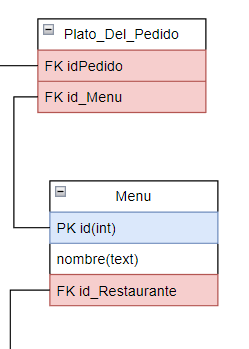 Plato_Del_Pedido
FK idPedido
FK id_Menu
Menu
PK id(int)
nombre(text)
FK id_Restaurante